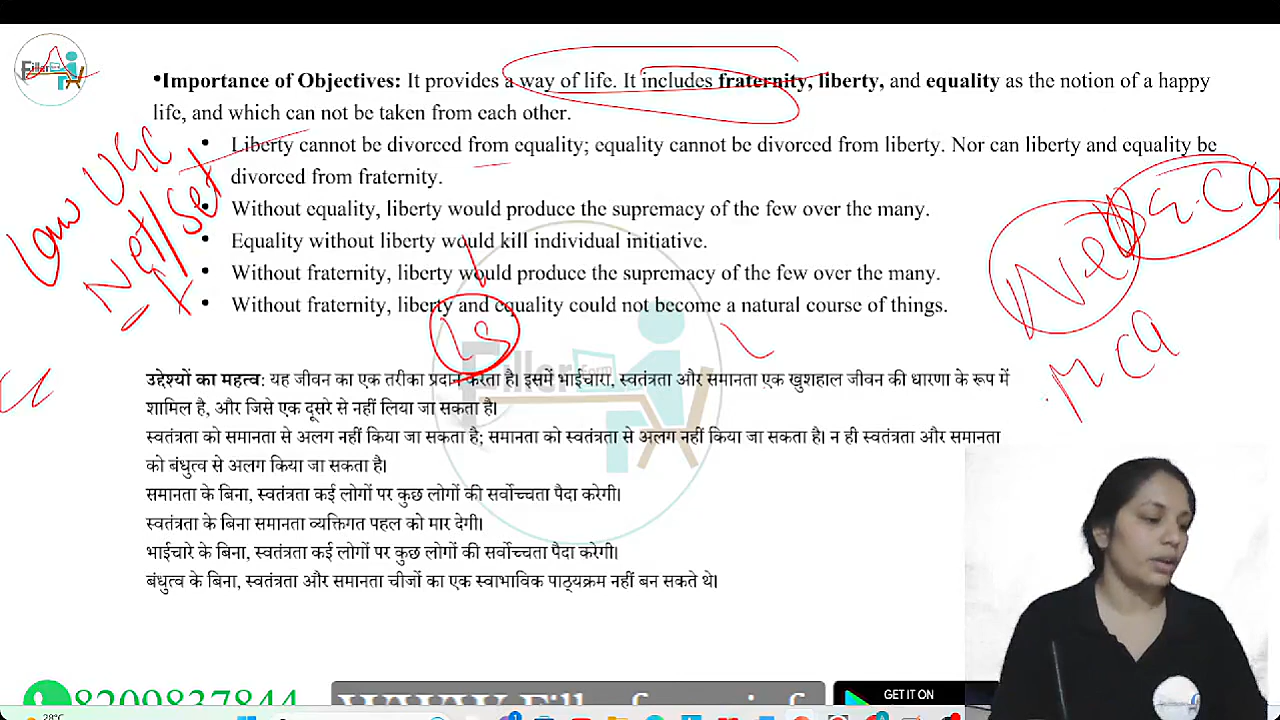 •Importance of Objectives: It provides a way of life. It includes fraternity, liberty, and equality as the notion of a happy
life, and which can not be taken from each other.
• Liberty cannot be divorced from equality; equality cannot be divorced from liberty. Nor can liberty and equality be
divorced from fraternity.
• Without equality, liberty would produce the supremacy of the few over the many.
• Equality without liberty would kill individual initiative.
• Without fraternity, liberty would produce the supremacy of the few over the many.
• Without fraternity, liberty and equality could not become a natural course of things.
Law UGC
Net/Set
MCQ
उद्देश्यों का महत्व: यह जीवन का एक तरीका प्रदान करता है। इसमें भाईचारा, स्वतंत्रता और समानता एक खुशहाल जीवन की धारणा के रूप में
शामिल है, और जिसे एक दूसरे से नहीं लिया जा सकता है।
स्वतंत्रता को समानता से अलग नहीं किया जा सकता है; समानता को स्वतंत्रता से अलग नहीं किया जा सकता है। न ही स्वतंत्रता और समानता
को बंधुत्व से अलग किया जा सकता है।
समानता के बिना, स्वतंत्रता कई लोगों पर कुछ लोगों की सर्वोच्चता पैदा करेगी।
स्वतंत्रता के बिना समानता व्यक्तिगत पहल को मार देगी।
भाईचारे के बिना, स्वतंत्रता कई लोगों पर कुछ लोगों की सर्वोच्चता पैदा करेगी।
बंधुत्व के बिना, स्वतंत्रता और समानता चीजों का एक स्वाभाविक पाठ्यक्रम नहीं बन सकते थे।
Filler Form
8209837844
GET IT ON
28°C